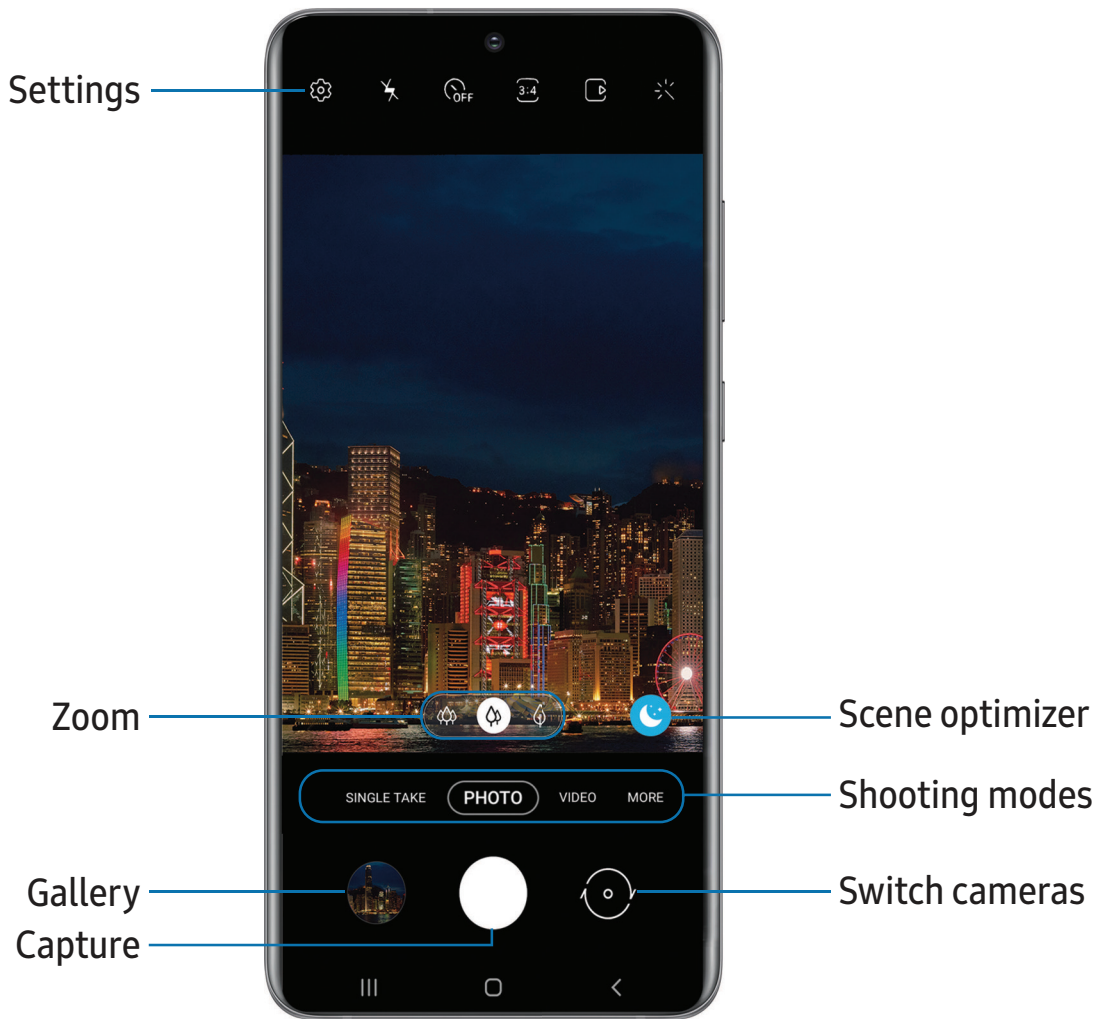 Settings
OFF
3:4
Zoom
Scene optimizer
SINGLE TAKE
PHOTO
VIDEO
MORE
Shooting modes
Gallery
Switch cameras
Capture